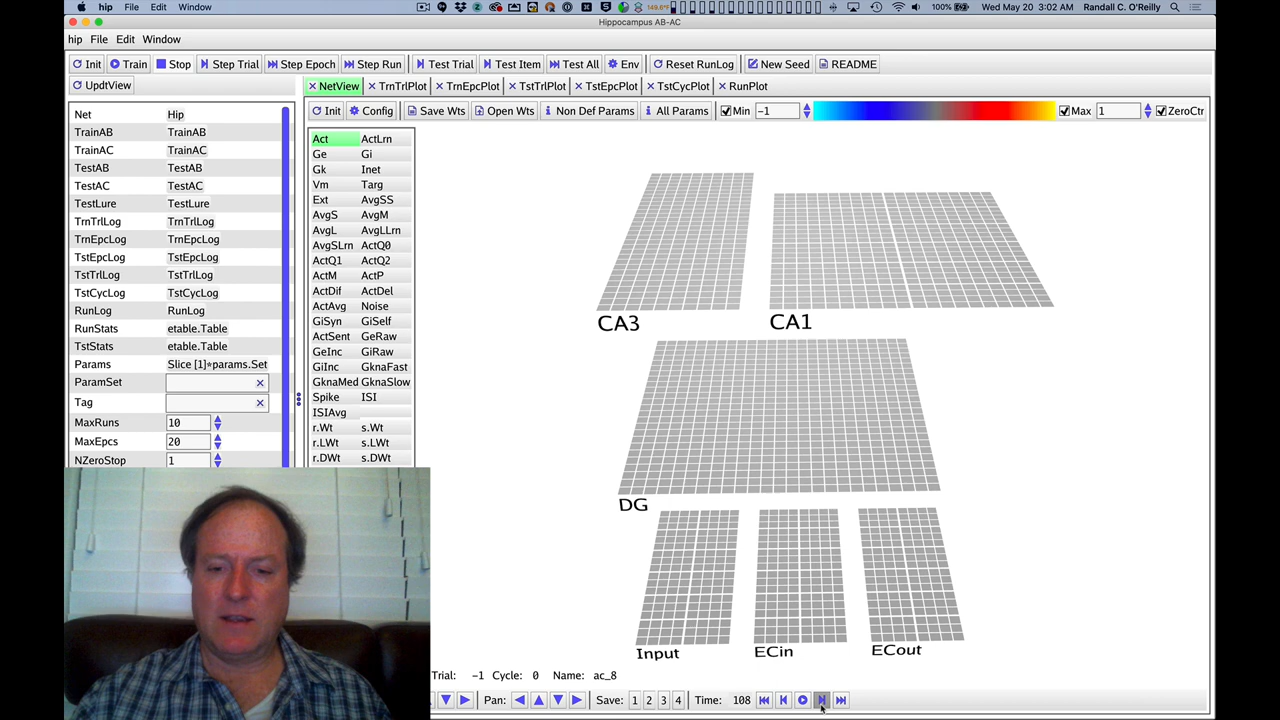 hip File Edit Window 149.6°F 100% Wed May 20 3:02 AM Randall C. O'Reilly
Hippocampus AB-AC
hip File Edit Window
Init Train Stop Step Trial Step Epoch Step Run Test Trial Test Item Test All Env Reset RunLog New Seed README
UpdtView
NetView TrnTrlPlot TrnEpcPlot TstTrlPlot TstEpcPlot TstCycPlot RunPlot
Init Config Save Wts Open Wts Non Def Params All Params Min -1 Max 1 ZeroCtr
Net Hip
TrainAB TrainAB
TrainAC TrainAC
TestAB TestAB
TestAC TestAC
TestLure TestLure
TrnTrlLog TrnTrlLog
TrnEpcLog TrnEpcLog
TstEpcLog TstEpcLog
TstTrlLog TstTrlLog
TstCycLog TstCycLog
RunLog RunLog
RunStats etable.Table
TstStats etable.Table
Params Slice [1]*params.Set
ParamSet
Tag
MaxRuns 10
MaxEpcs 20
NZeroStop 1
Act ActLrn
Ge Gi
Gk Inet
Vm Targ
Ext AvgSS
AvgS AvgM
AvgL AvgLLrn
AvgSLrn ActQ0
ActQ1 ActQ2
ActM ActP
ActDif ActDel
ActAvg Noise
GiSyn GiSelf
ActSent GeRaw
GeInc GiRaw
GiInc GknaFast
GknaMed GknaSlow
Spike ISI
ISIAvg
r.Wt s.Wt
r.LWt s.LWt
r.DWt s.DWt
CA3 CA1
DG
Input ECin ECout
Trial: -1 Cycle: 0 Name: ac_8
Pan: Save: 1 2 3 4 Time: 108